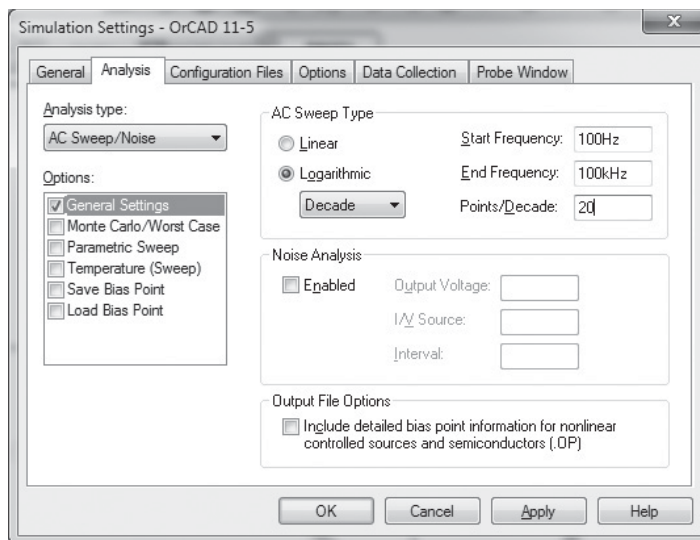 Simulation Settings - OrCAD 11-5
General
Analysis
Configuration Files
Options
Data Collection
Probe Window
Analysis type:
AC Sweep/Noise
Options:
General Settings
Monte Carlo/Worst Case
Parametric Sweep
Temperature (Sweep)
Save Bias Point
Load Bias Point
AC Sweep Type
Linear
Logarithmic
Decade
Start Frequency: 100Hz
End Frequency: 100kHz
Points/Decade: 20
Noise Analysis
Enabled
Output Voltage:
I/V Source:
Interval:
Output File Options
Include detailed bias point information for nonlinear
controlled sources and semiconductors (.OP)
OK
Cancel
Apply
Help